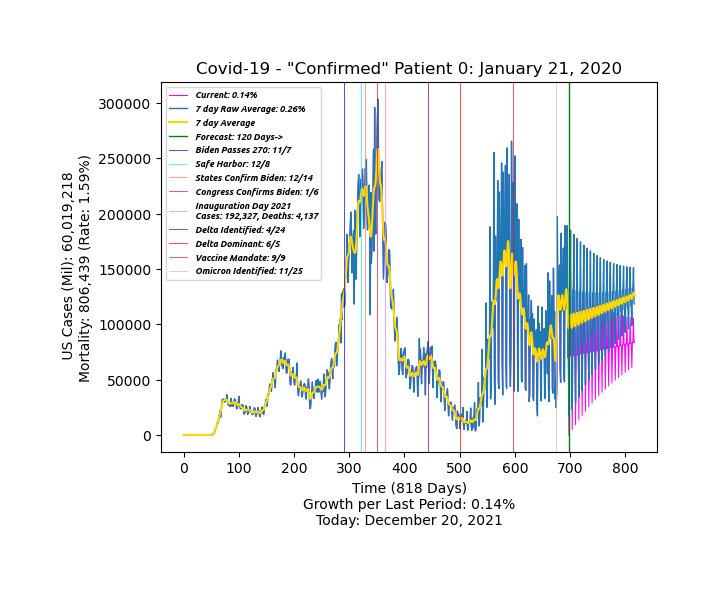 Covid-19 - "Confirmed" Patient 0: January 21, 2020
Current: 0.14%
7 day Raw Average: 0.26%
7 day Average
Forecast: 120 Days->
Biden Passes 270: 11/7
Safe Harbor: 12/8
States Confirm Biden: 12/14
Congress Confirms Biden: 1/6
Inauguration Day 2021
Cases: 192,327, Deaths: 4,137
Delta Identified: 4/24
Delta Dominant: 6/5
Vaccine Mandate: 9/9
Omicron Identified: 11/25
300000
250000
200000
150000
100000
50000
0
US Cases (Mil): 60,019,218
Mortality: 806,439 (Rate: 1.59%)
0 100 200 300 400 500 600 700 800
Time (818 Days)
Growth per Last Period: 0.14%
Today: December 20, 2021